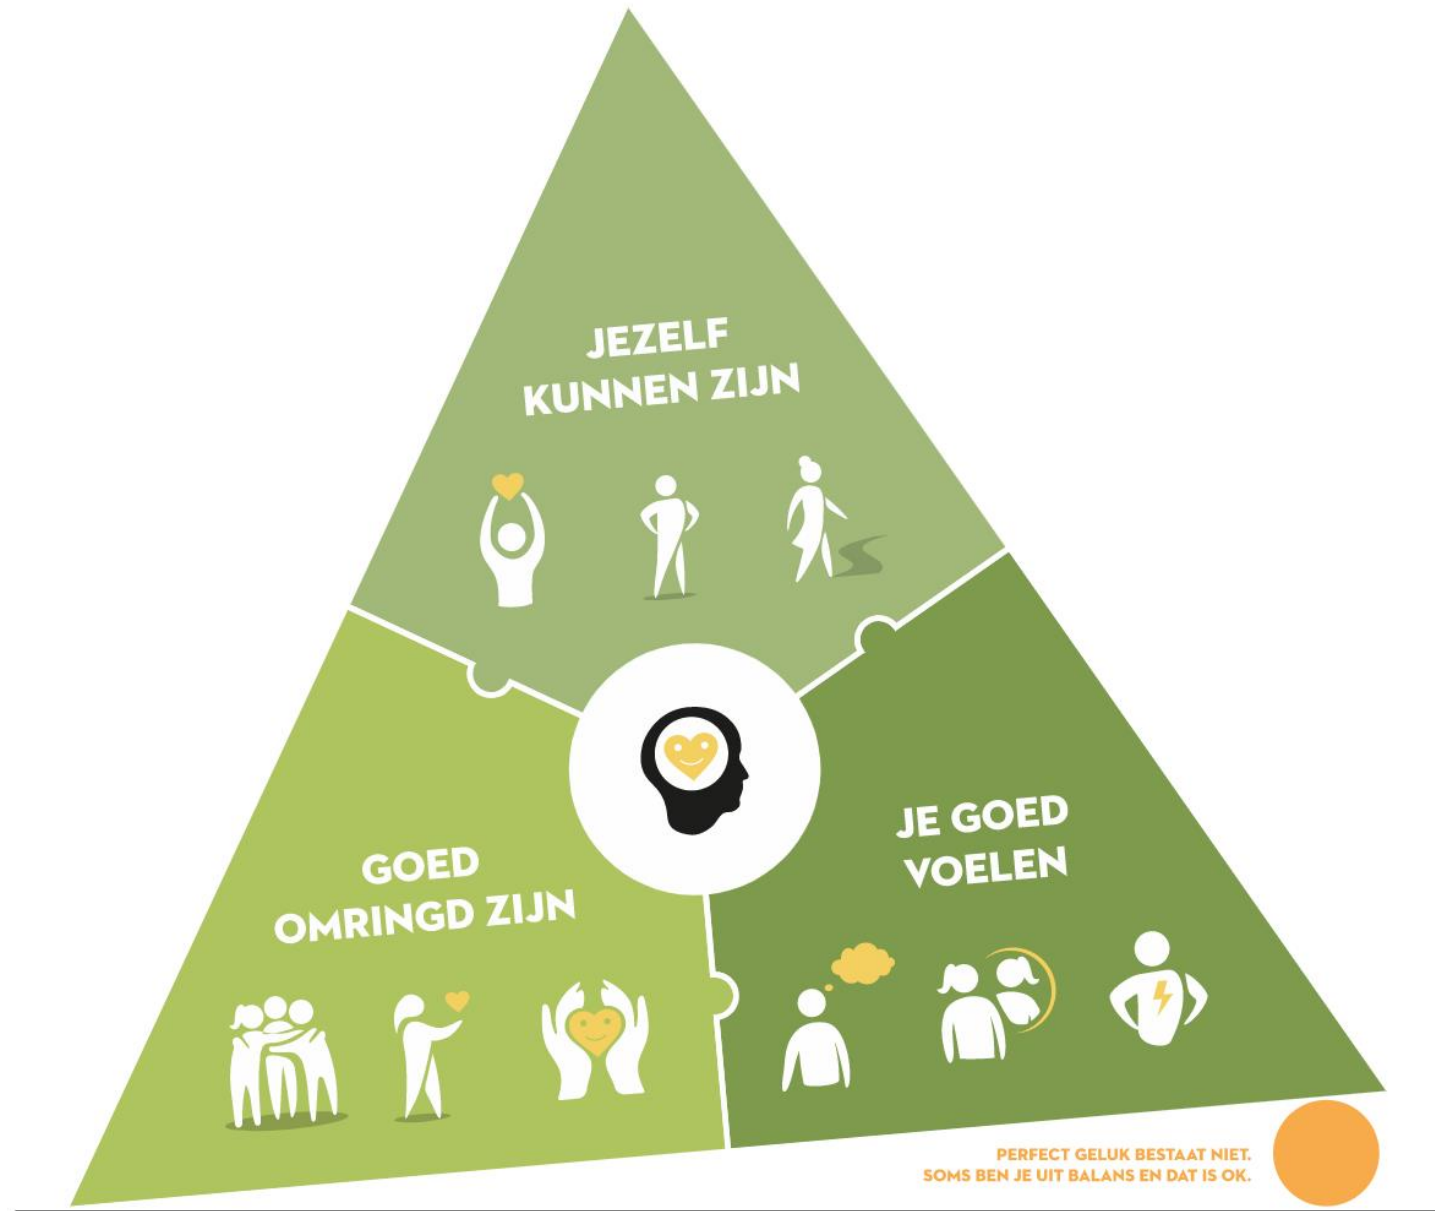 JEZELF
KUNNEN ZIJN
GOED
OMRINGD ZIJN
JE GOED
VOELEN
PERFECT GELUK BESTAAT NIET.
SOMS BEN JE UIT BALANS EN DAT IS OK.